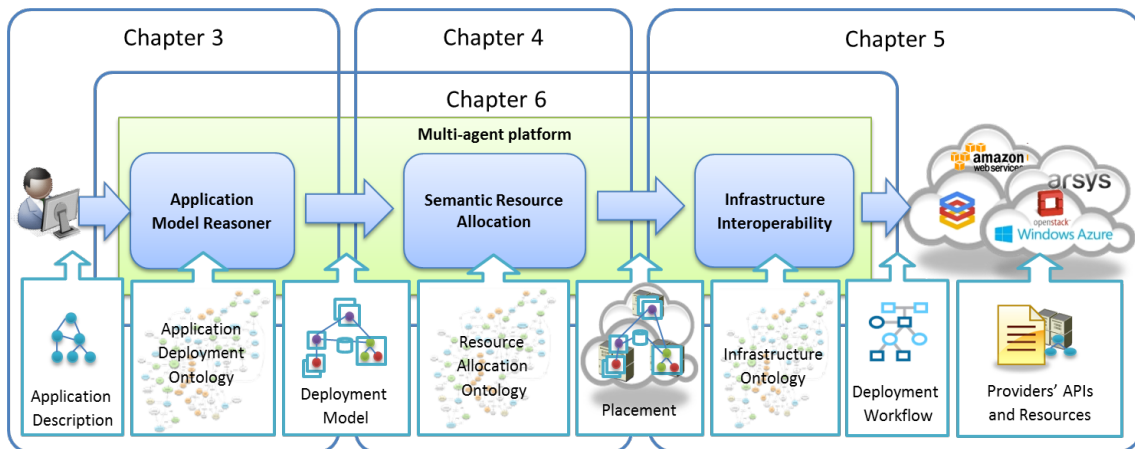 Chapter 3
Chapter 4
Chapter 5
Chapter 6
Multi-agent platform
Application
Model Reasoner
Semantic Resource
Allocation
Infrastructure
Interoperability
amazon
webservices
arsys
openstack
Windows Azure
Application
Description
Application
Deployment
Ontology
Deployment
Model
Resource
Allocation
Ontology
Placement
Infrastructure
Ontology
Deployment
Workflow
Providers' APIs
and Resources